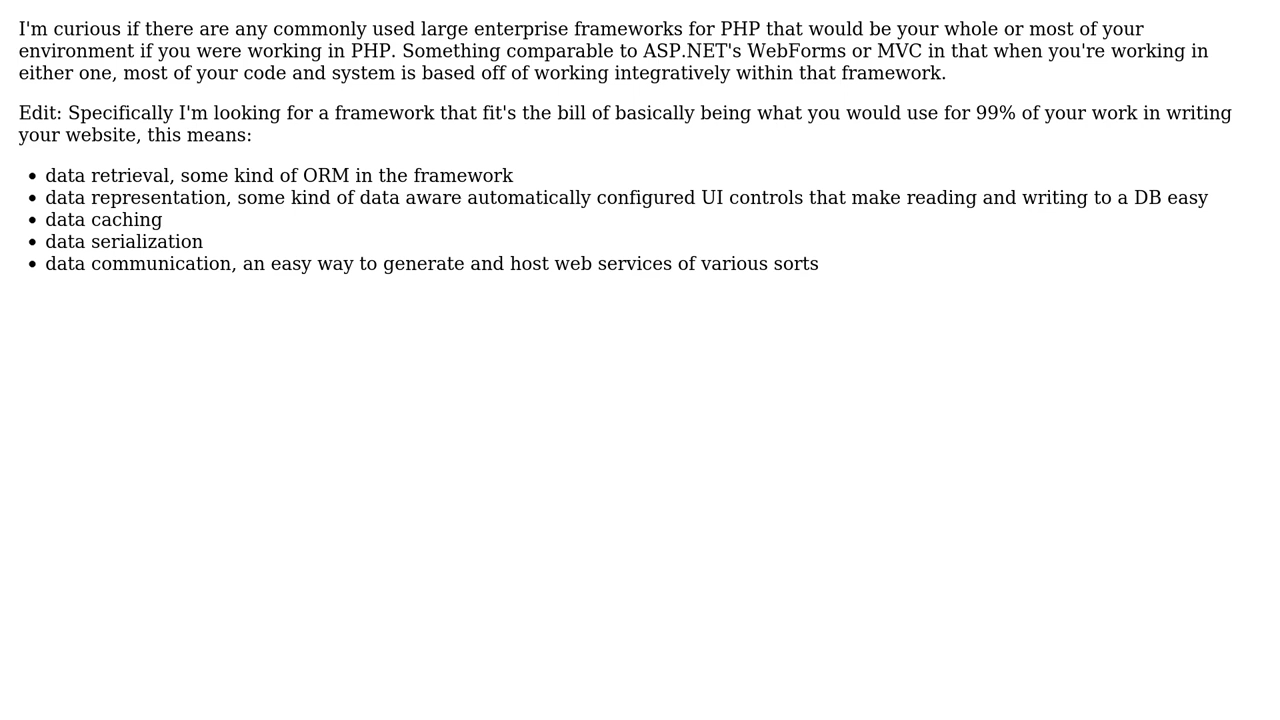 I'm curious if there are any commonly used large enterprise frameworks for PHP that would be your whole or most of your
environment if you were working in PHP. Something comparable to ASP.NET's WebForms or MVC in that when you're working in
either one, most of your code and system is based off of working integratively within that framework.
Edit: Specifically I'm looking for a framework that fit's the bill of basically being what you would use for 99% of your work in writing
your website, this means:
• data retrieval, some kind of ORM in the framework
• data representation, some kind of data aware automatically configured UI controls that make reading and writing to a DB easy
• data caching
• data serialization
• data communication, an easy way to generate and host web services of various sorts